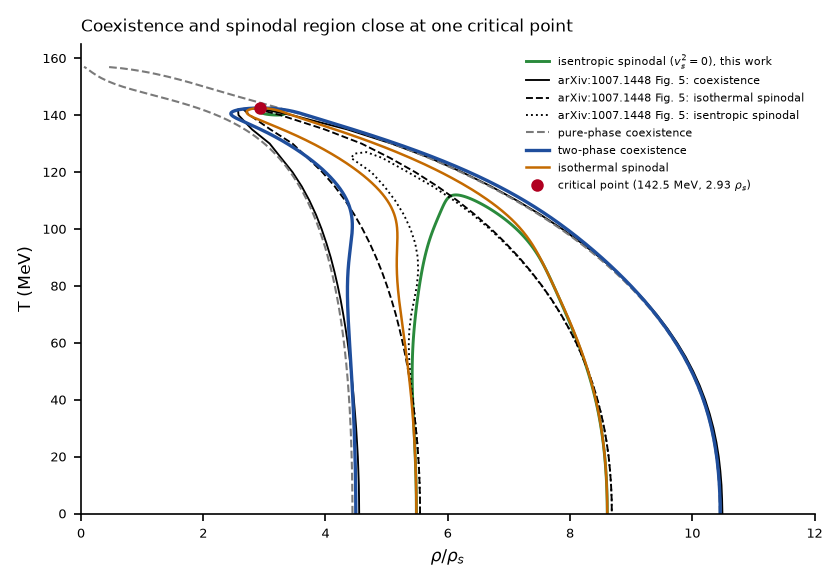 Coexistence and spinodal region close at one critical point
isentropic spinodal (v_s^2 = 0), this work
arXiv:1007.1448 Fig. 5: coexistence
arXiv:1007.1448 Fig. 5: isothermal spinodal
arXiv:1007.1448 Fig. 5: isentropic spinodal
pure-phase coexistence
two-phase coexistence
isothermal spinodal
critical point (142.5 MeV, 2.93 ρ_s)
T (MeV)
160
140
120
100
80
60
40
20
0
0 2 4 6 8 10 12
ρ/ρ_s